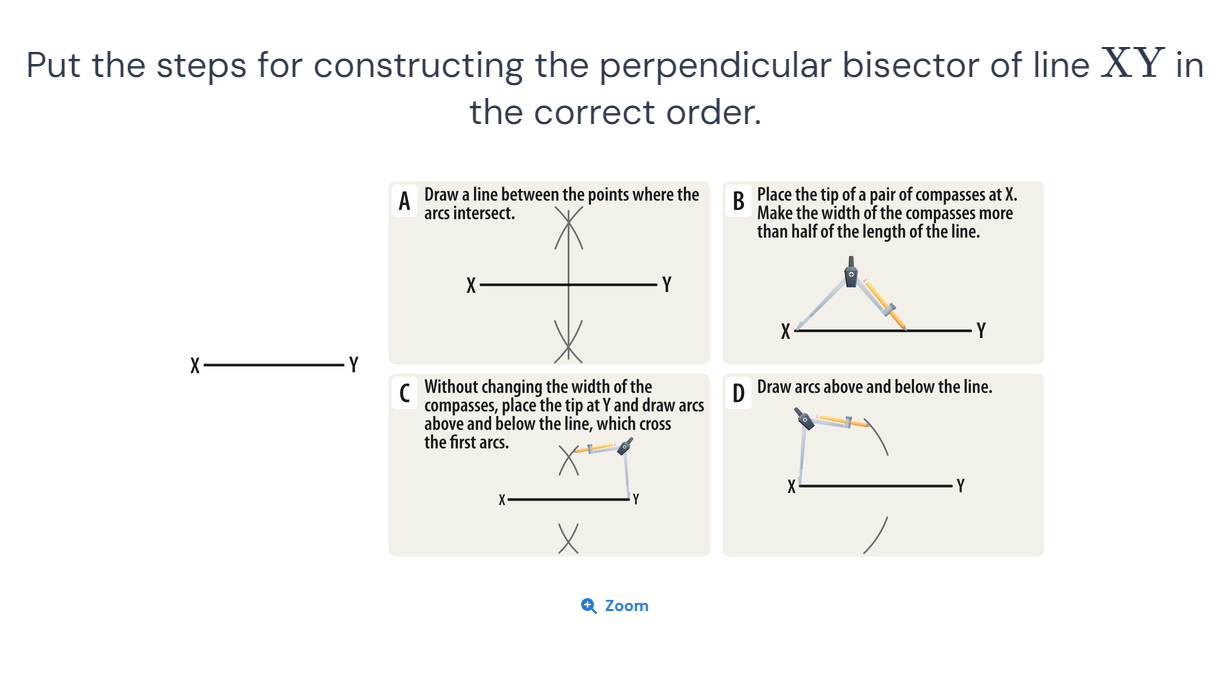 Put the steps for constructing the perpendicular bisector of line XY in
the correct order.
X Y
A
Draw a line between the points where the
arcs intersect.
X Y
B
Place the tip of a pair of compasses at X.
Make the width of the compasses more
than half of the length of the line.
X Y
C
Without changing the width of the
compasses, place the tip at Y and draw arcs
above and below the line, which cross
the first arcs.
X Y
D
Draw arcs above and below the line.
X Y
Zoom